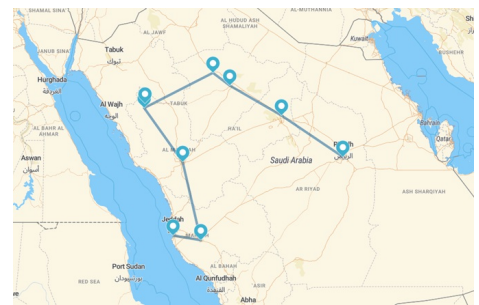 SHAMAL SINA'
AL MUTHANNIA
AL HUDUD ASH
SHAMALIYAH
AL JAWF
JANUB SINA'
Tabuk
تبوك
Kuwait
BUSHEHR
Hurghada
الغردقة
Al Wajh
الوجه
TABUK
AL BAHR AL
AHMAR
HA'IL
Bahrain
Qatar
Aswan
أسوان
Saudi Arabia
الرياض
AR RIYAD
ASH SHARQIYAH
Jeddah
Port Sudan
بورتسودان
AL BAHAH
RED SEA
Al Qunfudhah
القنفذة
ASIR
Abha